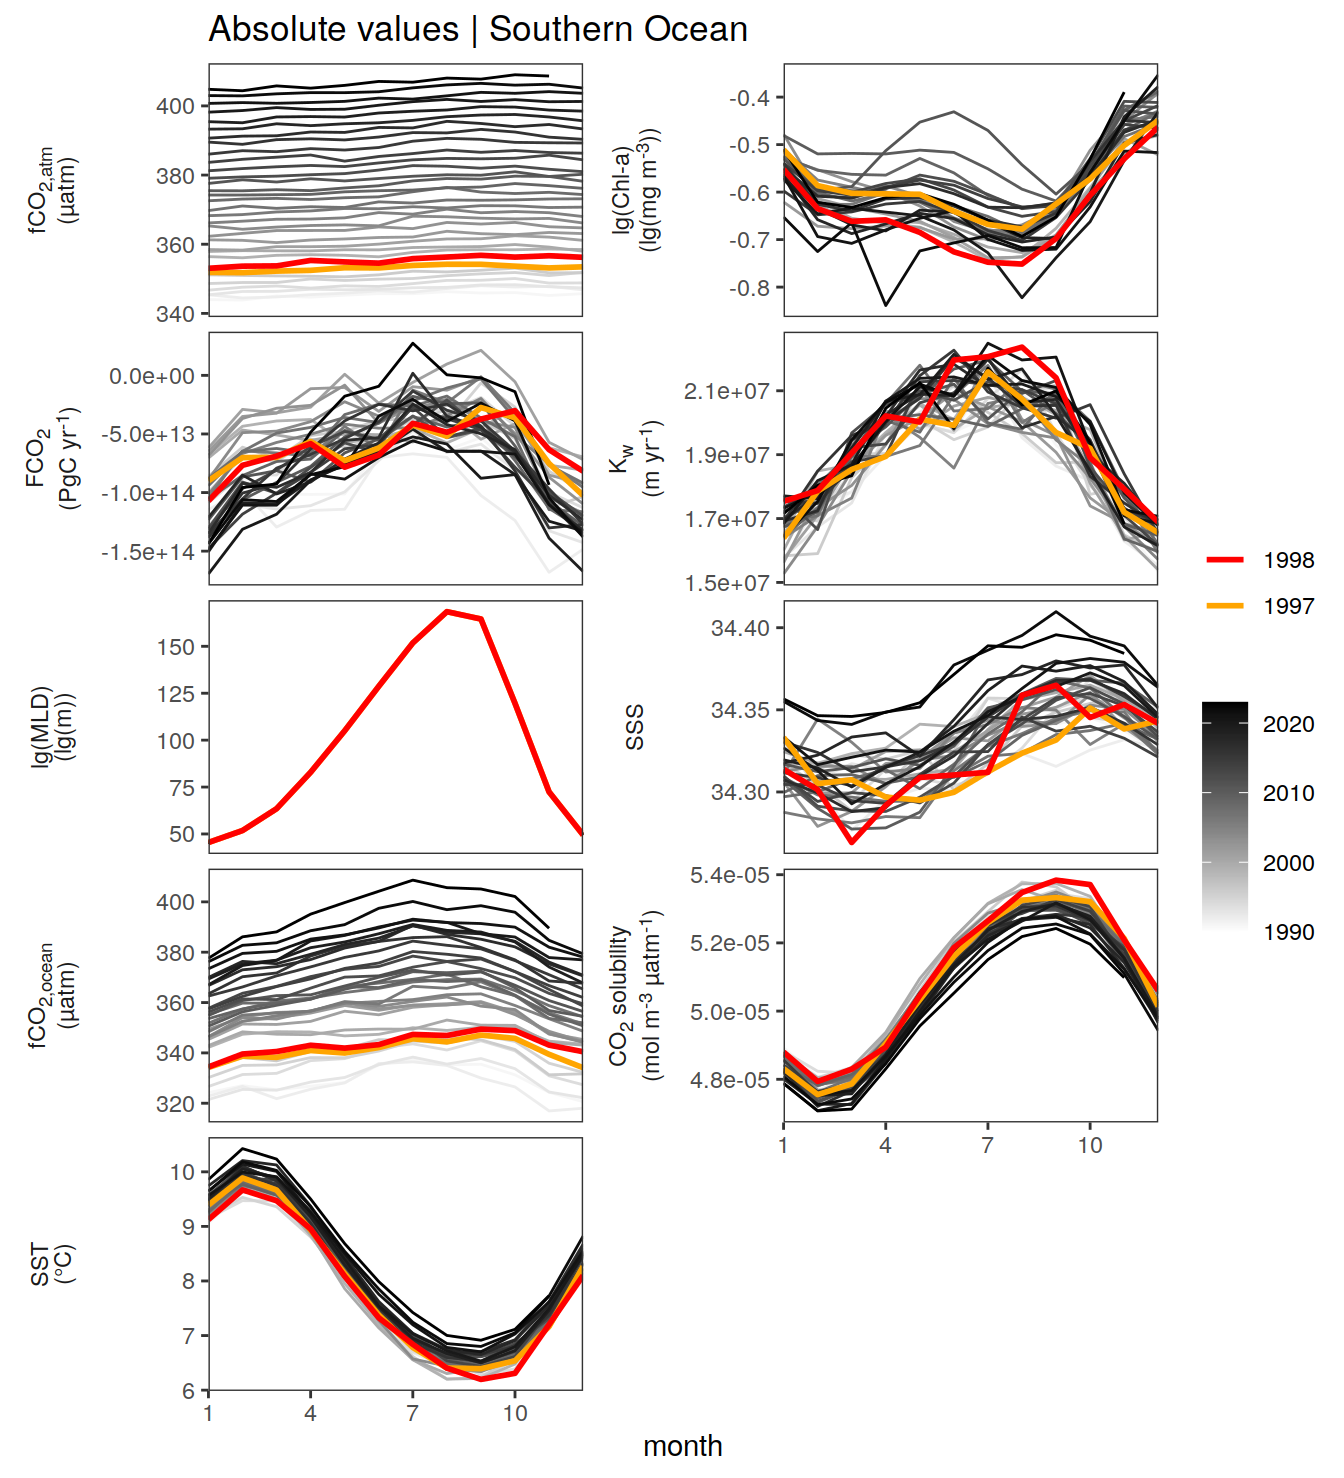 Absolute values | Southern Ocean
fCO2,atm
(µatm)
400
380
360
340
lg(Chl-a)
(lg(mg m-3))
-0.4
-0.5
-0.6
-0.7
-0.8
FCO2
(PgC yr-1)
0.0e+00
-5.0e+13
-1.0e+14
-1.5e+14
Kw
(m yr-1)
2.1e+07
1.9e+07
1.7e+07
1.5e+07
lg(MLD)
(lg(m))
150
125
100
75
50
SSS
34.40
34.35
34.30
fCO2,ocean
(µatm)
400
380
360
340
320
CO2 solubility
(mol m-3 µatm-1)
5.4e-05
5.2e-05
5.0e-05
4.8e-05
1 4 7 10
SST
(°C)
10
9
8
7
6
1 4 7 10
month
1998
1997
2020
2010
2000
1990